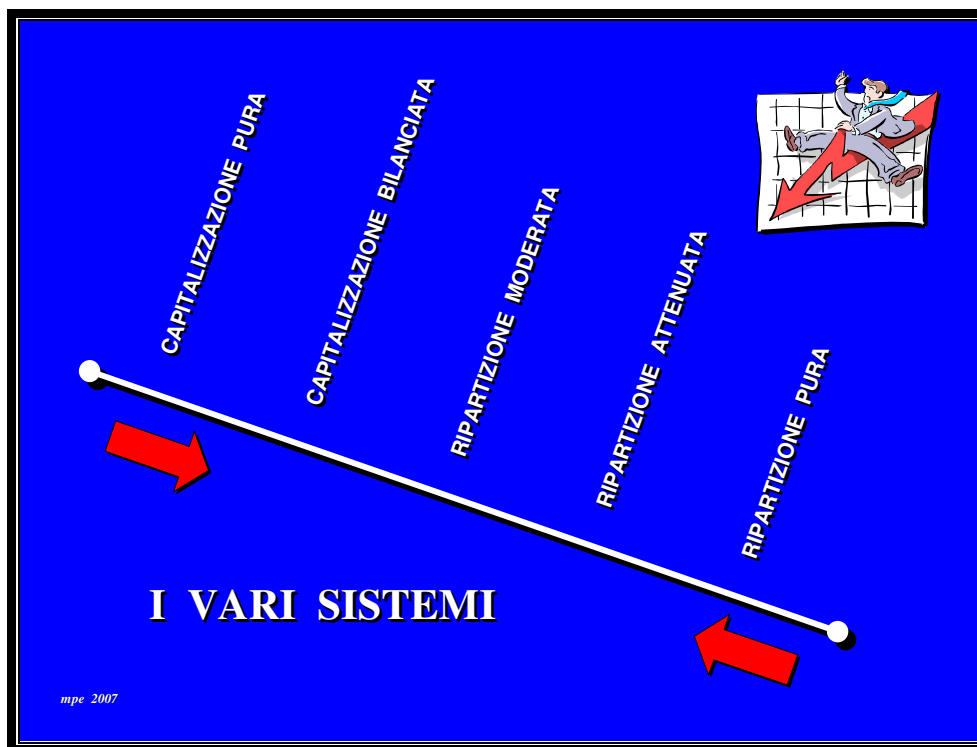 CAPITALIZZAZIONE PURA
CAPITALIZZAZIONE BILANCIATA
RIPARTIZIONE MODERATA
RIPARTIZIONE ATTENUATA
RIPARTIZIONE PURA
I VARI SISTEMI
mpe 2007